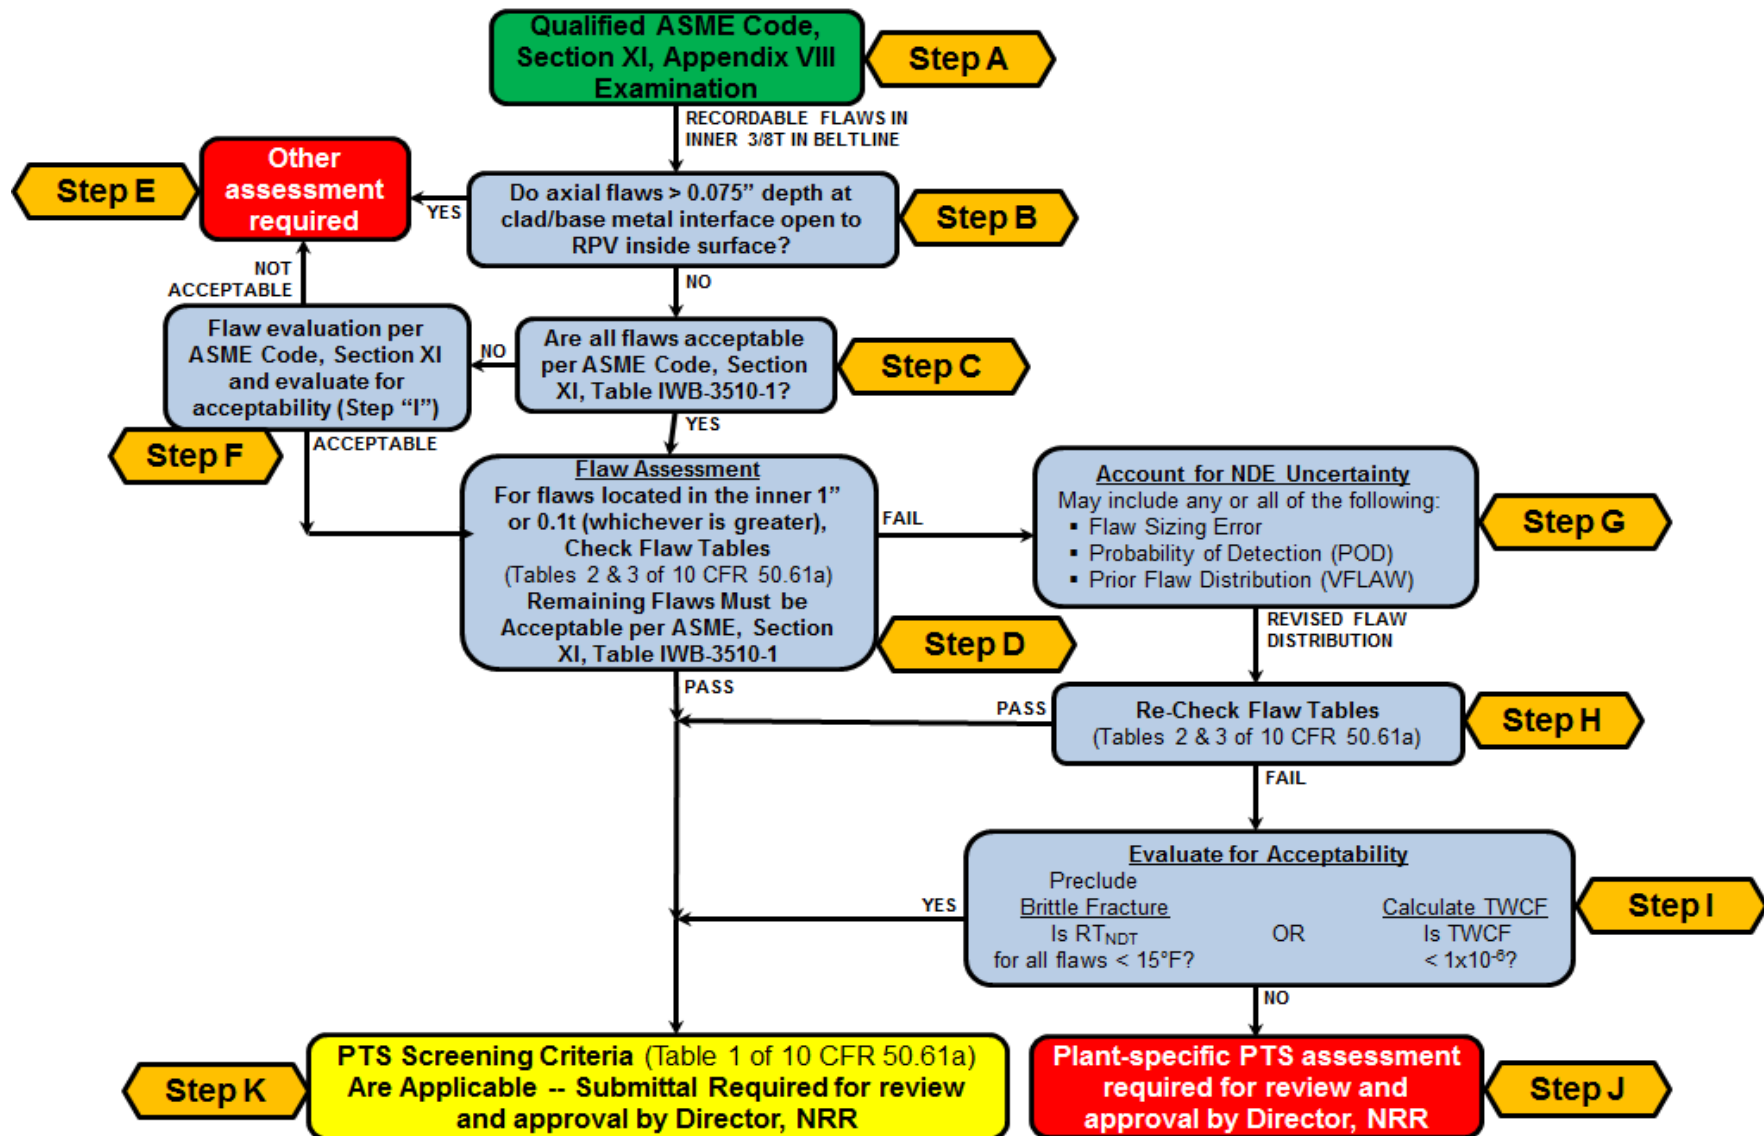 Qualified ASME Code,
Section XI, Appendix VIII
Examination
Step A
RECORDABLE FLAWS IN
INNER 3/8T IN BELTLINE
Other
assessment
required
Step E
YES
Do axial flaws > 0.075” depth at
clad/base metal interface open to
RPV inside surface?
Step B
NOT
ACCEPTABLE
NO
Flaw evaluation per
ASME Code, Section XI
and evaluate for
acceptability (Step “I”)
NO
Are all flaws acceptable
per ASME Code, Section
XI, Table IWB-3510-1?
Step C
Step F
ACCEPTABLE
YES
Flaw Assessment
For flaws located in the inner 1”
or 0.1t (whichever is greater),
Check Flaw Tables
(Tables 2 & 3 of 10 CFR 50.61a)
Remaining Flaws Must be
Acceptable per ASME, Section
XI, Table IWB-3510-1
Step D
FAIL
Account for NDE Uncertainty
May include any or all of the following:
▪ Flaw Sizing Error
▪ Probability of Detection (POD)
▪ Prior Flaw Distribution (VFLAW)
Step G
REVISED FLAW
DISTRIBUTION
PASS
PASS
Re-Check Flaw Tables
(Tables 2 & 3 of 10 CFR 50.61a)
Step H
FAIL
Evaluate for Acceptability
Preclude
Brittle Fracture
Is RTNDT
for all flaws < 15°F?
OR
Calculate TWCF
Is TWCF
< 1x10-6?
Step I
YES
NO
PTS Screening Criteria (Table 1 of 10 CFR 50.61a)
Are Applicable -- Submittal Required for review
and approval by Director, NRR
Step K
Plant-specific PTS assessment
required for review and
approval by Director, NRR
Step J